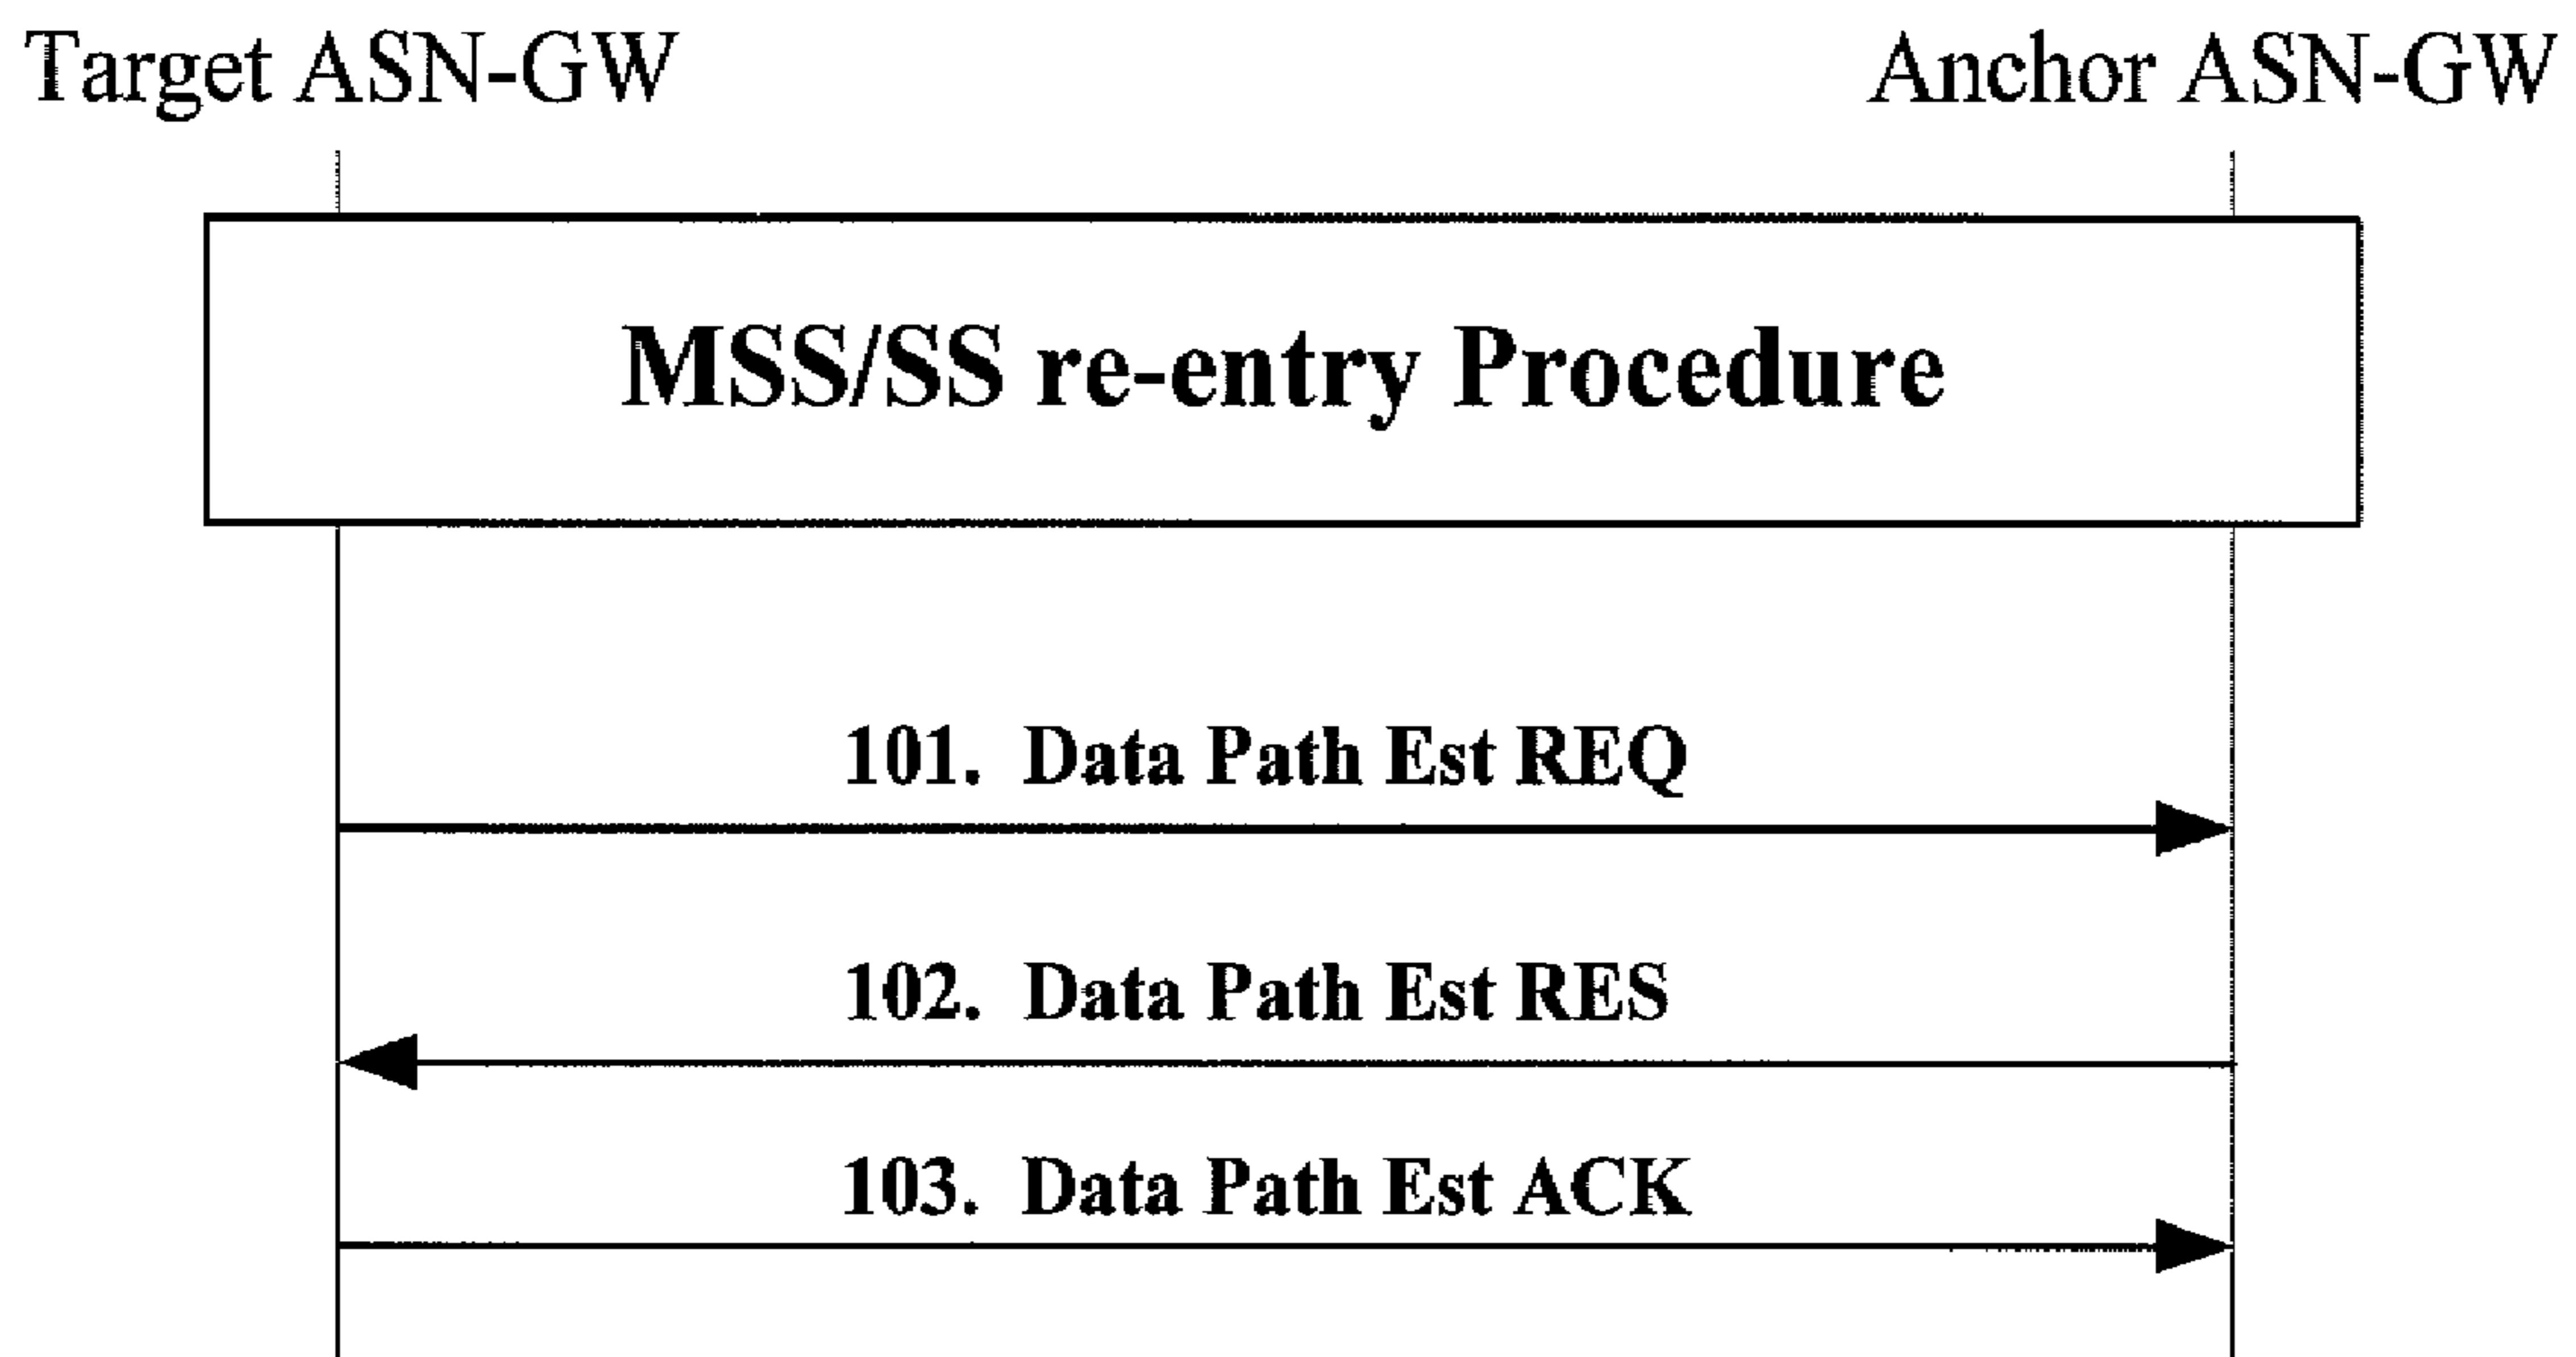 Target ASN-GW
Anchor ASN-GW
MSS/SS re-entry Procedure
101. Data Path Est REQ
102. Data Path Est RES
103. Data Path Est ACK